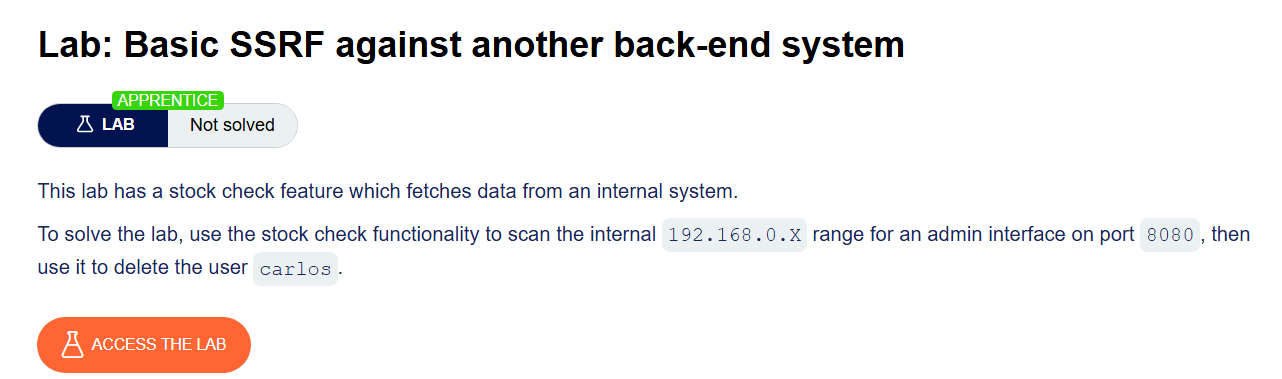 Lab: Basic SSRF against another back-end system
APPRENTICE
LAB Not solved
This lab has a stock check feature which fetches data from an internal system.
To solve the lab, use the stock check functionality to scan the internal 192.168.0.X range for an admin interface on port 8080, then
use it to delete the user carlos.
ACCESS THE LAB